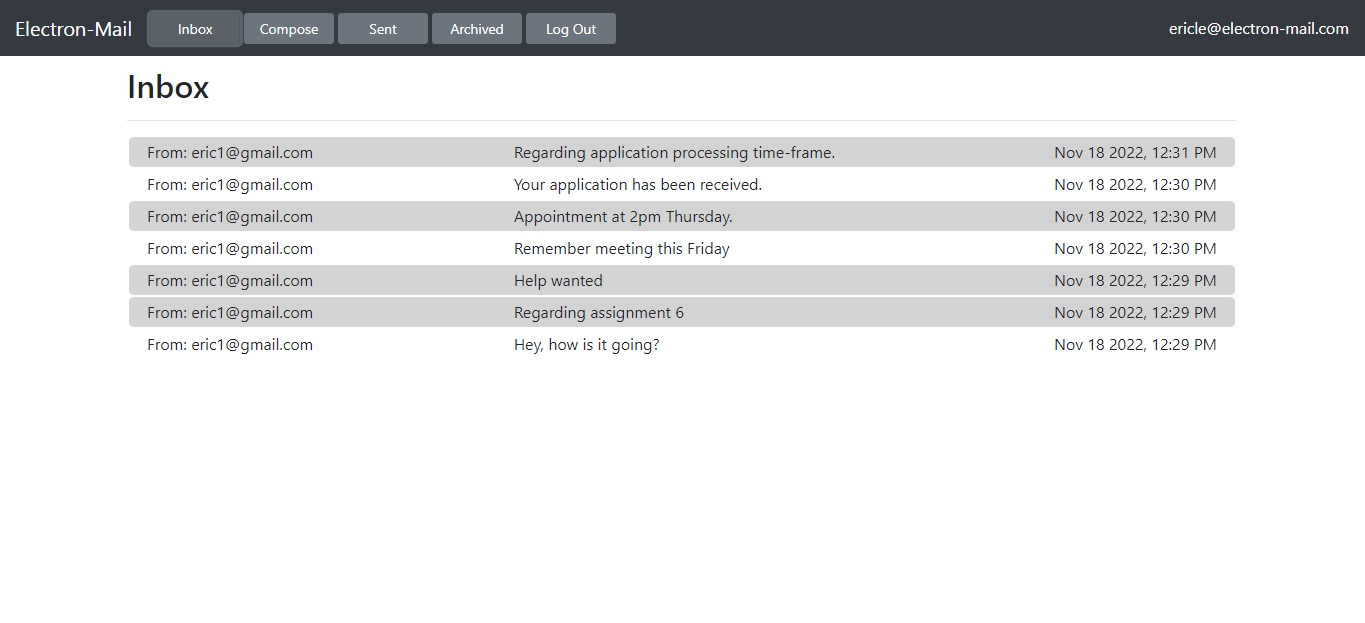 Electron-Mail Inbox Compose Sent Archived Log Out ericle@electron-mail.com
Inbox
From: eric1@gmail.com Regarding application processing time-frame. Nov 18 2022, 12:31 PM
From: eric1@gmail.com Your application has been received. Nov 18 2022, 12:30 PM
From: eric1@gmail.com Appointment at 2pm Thursday. Nov 18 2022, 12:30 PM
From: eric1@gmail.com Remember meeting this Friday Nov 18 2022, 12:30 PM
From: eric1@gmail.com Help wanted Nov 18 2022, 12:29 PM
From: eric1@gmail.com Regarding assignment 6 Nov 18 2022, 12:29 PM
From: eric1@gmail.com Hey, how is it going? Nov 18 2022, 12:29 PM